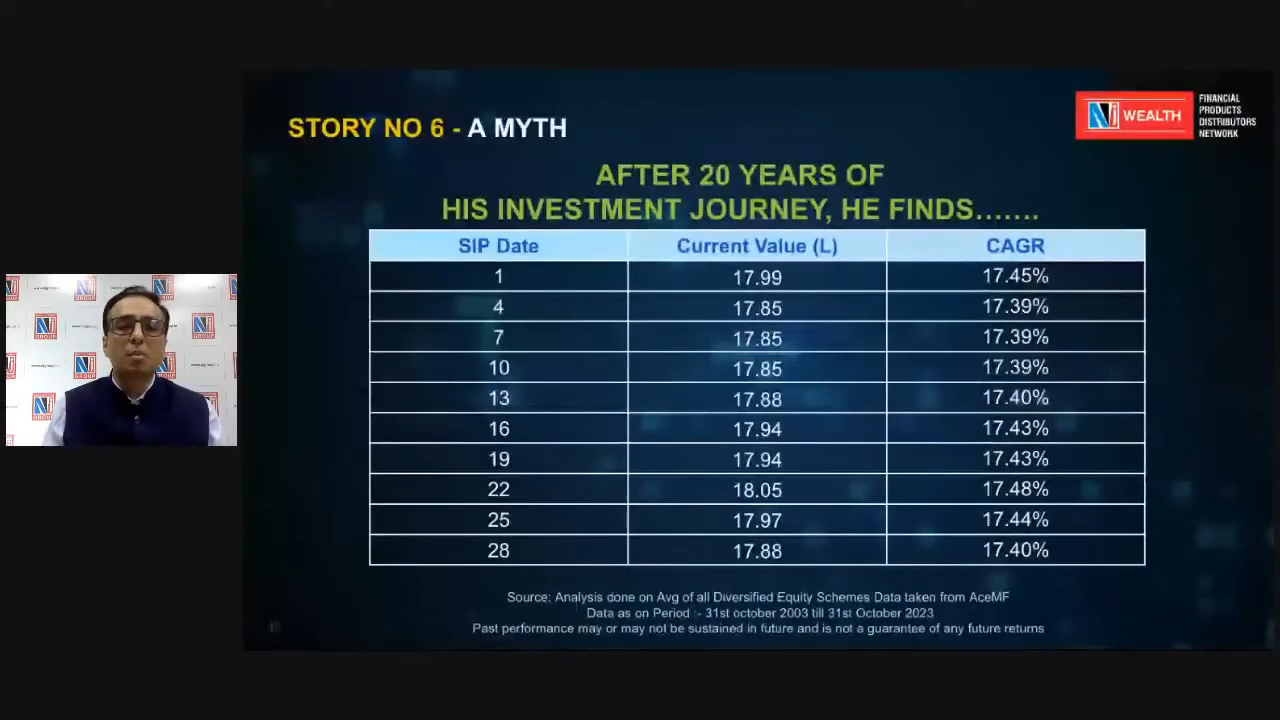 STORY NO 6 - A MYTH
NJ WEALTH
FINANCIAL
PRODUCTS
DISTRIBUTORS
NETWORK
AFTER 20 YEARS OF
HIS INVESTMENT JOURNEY, HE FINDS.......
SIP Date Current Value (L) CAGR
1 17.99 17.45%
4 17.85 17.39%
7 17.85 17.39%
10 17.85 17.39%
13 17.88 17.40%
16 17.94 17.43%
19 17.94 17.43%
22 18.05 17.48%
25 17.97 17.44%
28 17.88 17.40%
Source: Analysis done on Avg of all Diversified Equity Schemes Data taken from AceMF
Data as on Period :- 31st october 2003 till 31st October 2023
Past performance may or may not be sustained in future and is not a guarantee of any future returns
NJ GROUP